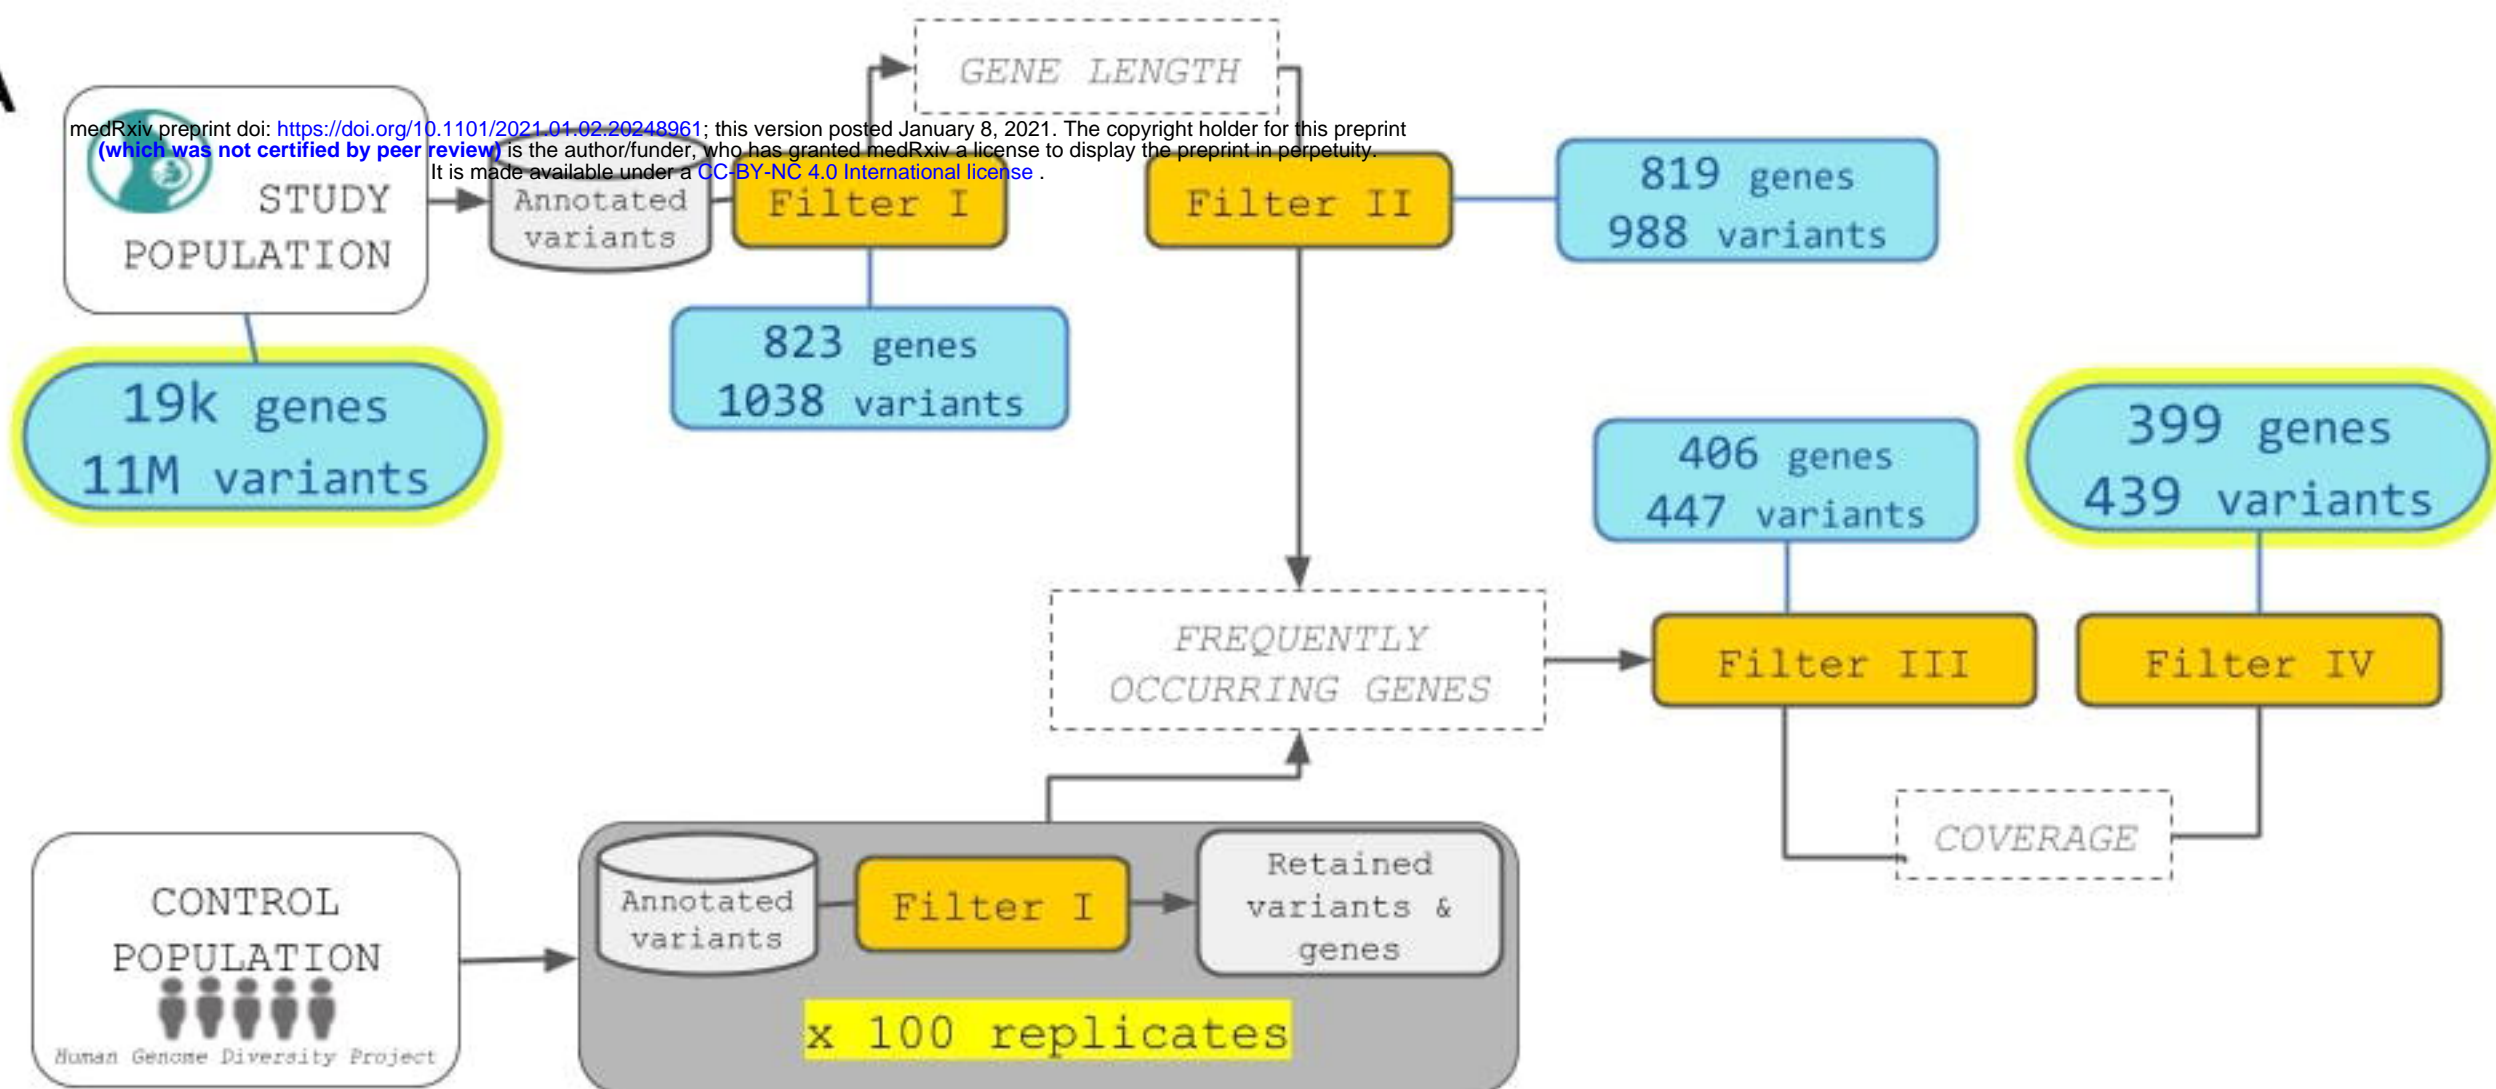 A
GENE LENGTH
medRxiv preprint doi: https://doi.org/10.1101/2021.01.02.20248961; this version posted January 8, 2021. The copyright holder for this preprint
(which was not certified by peer review) is the author/funder, who has granted medRxiv a license to display the preprint in perpetuity.
It is made available under a CC-BY-NC 4.0 International license .
STUDY
POPULATION
Annotated
variants
Filter I
Filter II
819 genes
988 variants
823 genes
1038 variants
19k genes
11M variants
406 genes
447 variants
399 genes
439 variants
FREQUENTLY
OCCURRING GENES
Filter III
Filter IV
COVERAGE
CONTROL
POPULATION
Human Genome Diversity Project
Annotated
variants
Filter I
Retained
variants &
genes
x 100 replicates